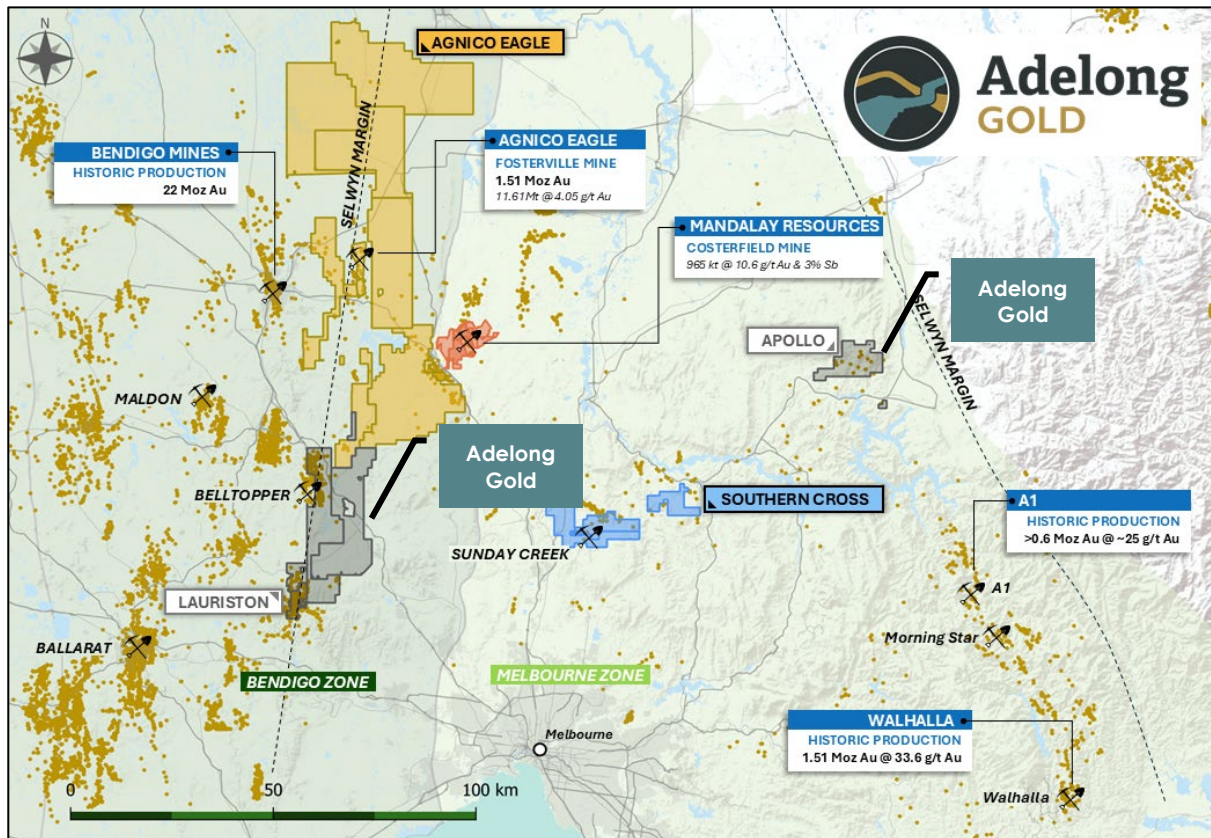 N
AGNICO EAGLE
Adelong
GOLD
SELWYN MARGIN
BENDIGO MINES
HISTORIC PRODUCTION
22 Moz Au
AGNICO EAGLE
FOSTERVILLE MINE
1.51 Moz Au
11.61Mt @ 4.05 g/t Au
MANDALAY RESOURCES
COSTERFIELD MINE
965 kt @ 10.6 g/t Au & 3% Sb
Adelong
Gold
APOLLO
SELWYN MARGIN
MALDON
Adelong
Gold
BELLTOPPER
SOUTHERN CROSS
SUNDAY CREEK
A1
HISTORIC PRODUCTION
>0.6 Moz Au @ ~25 g/t Au
LAURISTON
A1
Morning Star
BALLARAT
BENDIGO ZONE
MELBOURNE ZONE
WALHALLA
HISTORIC PRODUCTION
1.51 Moz Au @ 33.6 g/t Au
Melbourne
0 50 100 km
Walhalla